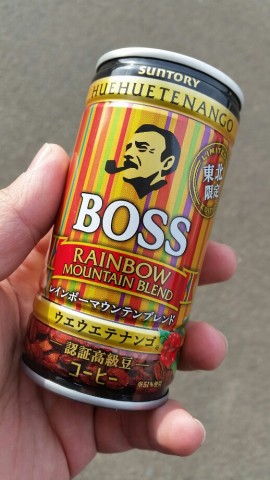 SUNTORY
HUEHUETENANGO
LIMITED
東北
限定
BOSS
RAINBOW
MOUNTAIN BLEND
レインボーマウンテンブレンド
ウエウエテナンゴ
認証高級豆
コーヒー